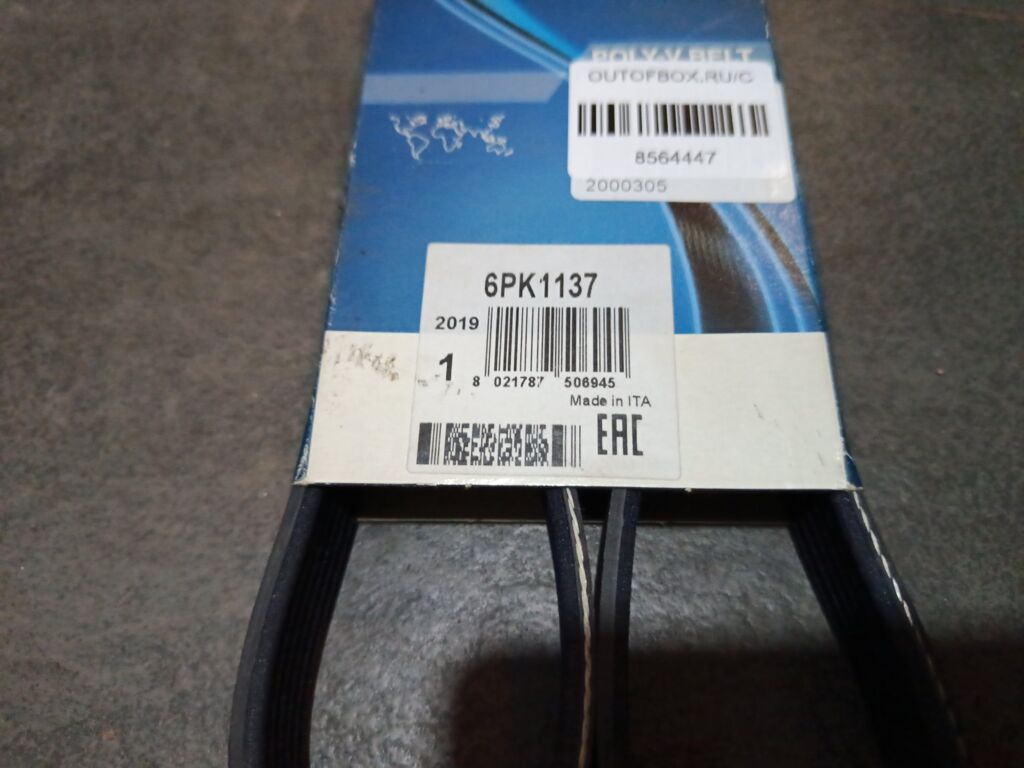 POLY-V BELT
OUTOFBOX.RU/C
8564447
2000305
6PK1137
2019
1
8 021787 506945
Made in ITA
EAC